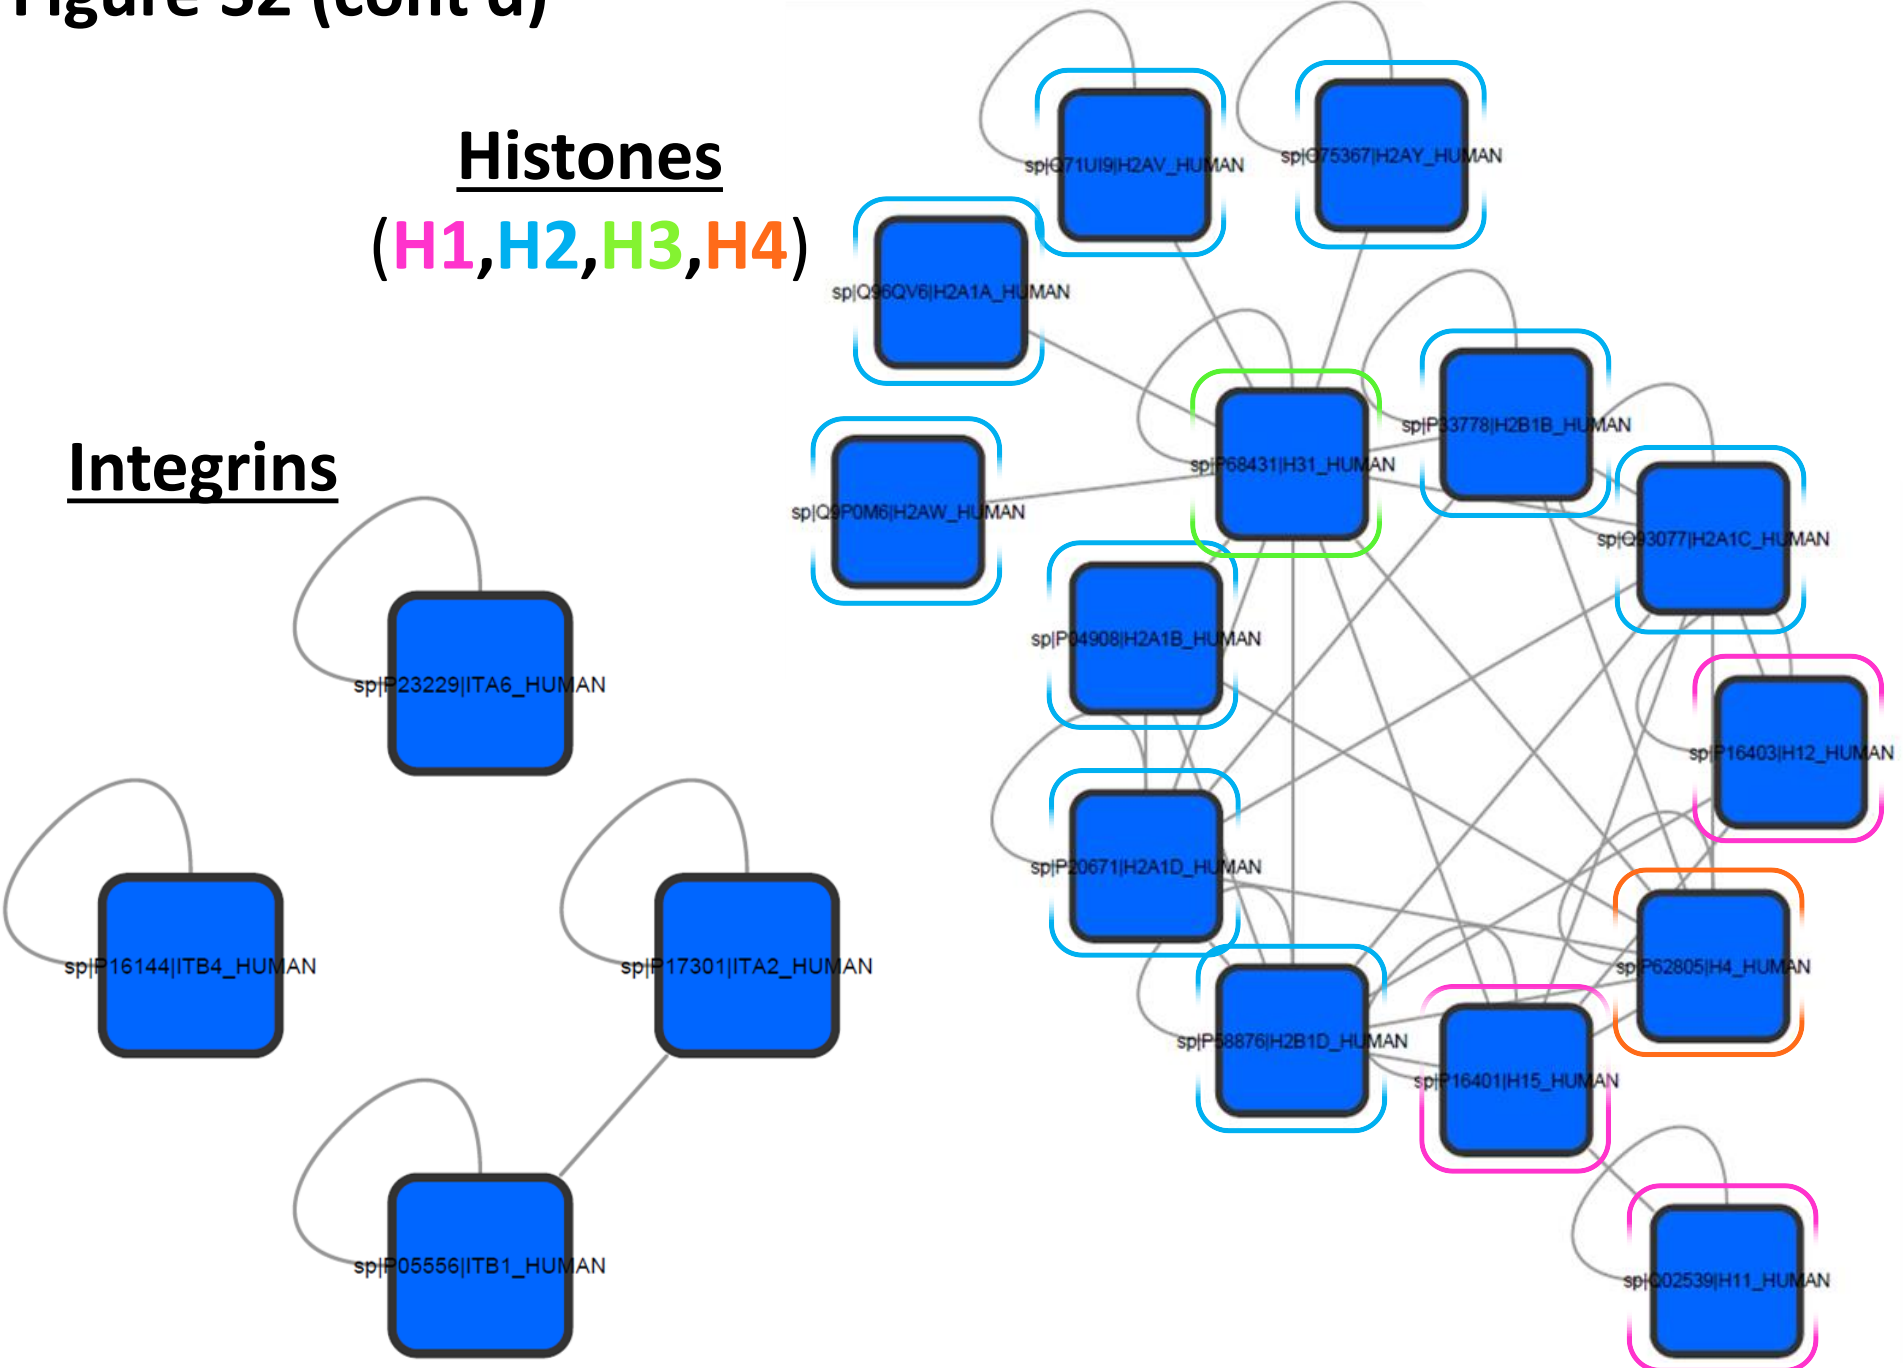 Figure S2 (cont'd)
Histones
(H1,H2,H3,H4)
Integrins
sp|P23229|ITA6_HUMAN
sp|P16144|ITB4_HUMAN
sp|P17301|ITA2_HUMAN
sp|P05556|ITB1_HUMAN
sp|Q71UI9|H2AV_HUMAN
sp|O75367|H2AY_HUMAN
sp|Q96QV6|H2A1A_HUMAN
sp|P33778|H2B1B_HUMAN
sp|P68431|H31_HUMAN
sp|Q9P0M6|H2AW_HUMAN
sp|Q93077|H2A1C_HUMAN
sp|P04908|H2A1B_HUMAN
sp|P16403|H12_HUMAN
sp|P20671|H2A1D_HUMAN
sp|P62805|H4_HUMAN
sp|P58876|H2B1D_HUMAN
sp|P16401|H15_HUMAN
sp|Q02539|H11_HUMAN